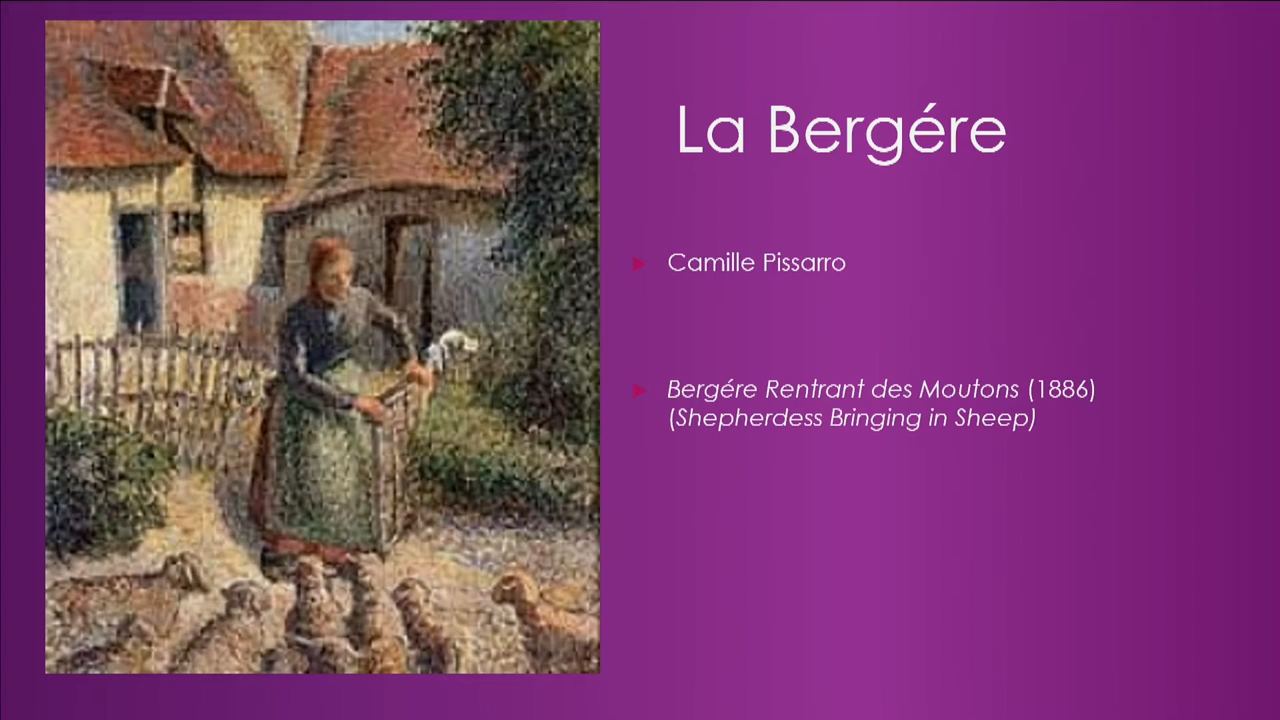 La Bergére
Camille Pissarro
Bergére Rentrant des Moutons (1886)
(Shepherdess Bringing in Sheep)